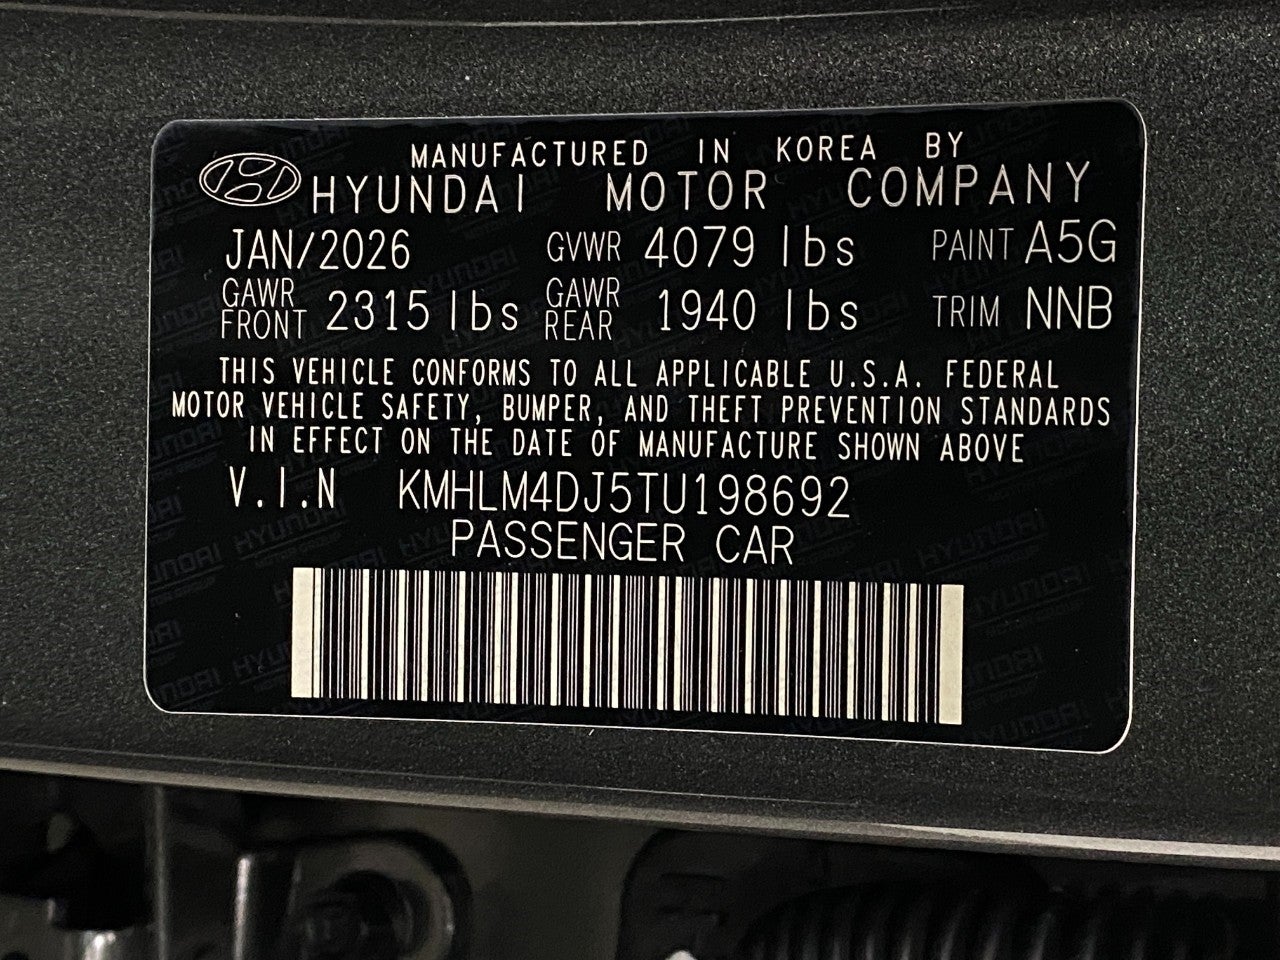 MANUFACTURED IN KOREA BY
HYUNDAI MOTOR COMPANY
JAN/2026 GVWR 4079 lbs PAINT A5G
GAWR FRONT 2315 lbs GAWR REAR 1940 lbs TRIM NNB
THIS VEHICLE CONFORMS TO ALL APPLICABLE U.S.A. FEDERAL
MOTOR VEHICLE SAFETY, BUMPER, AND THEFT PREVENTION STANDARDS
IN EFFECT ON THE DATE OF MANUFACTURE SHOWN ABOVE
V.I.N KMHLM4DJ5TU198692
PASSENGER CAR